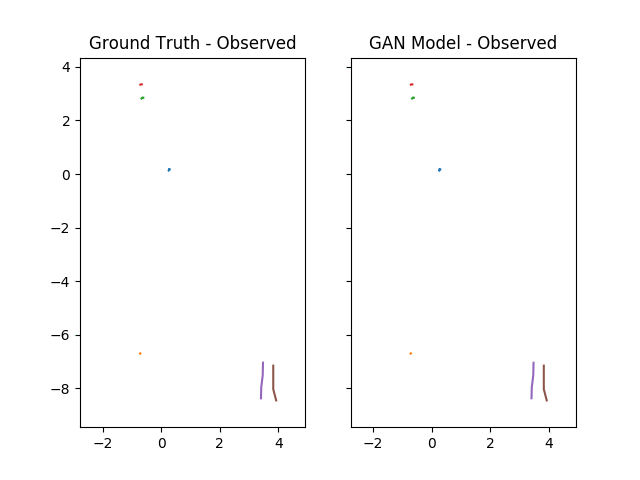 Ground Truth - Observed
GAN Model - Observed
4
2
0
−2
−4
−6
−8
−2 0 2 4
−2 0 2 4